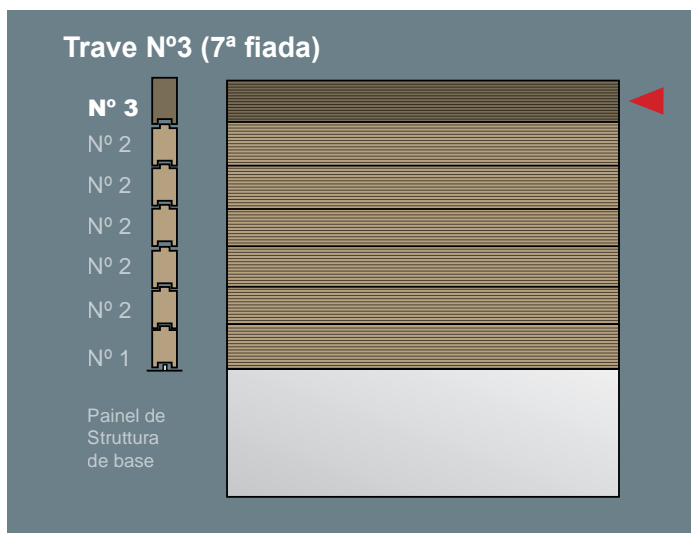 Trave Nº3 (7ª fiada)
Nº 3
Nº 2
Nº 2
Nº 2
Nº 2
Nº 2
Nº 1
Painel de
Struttura
de base